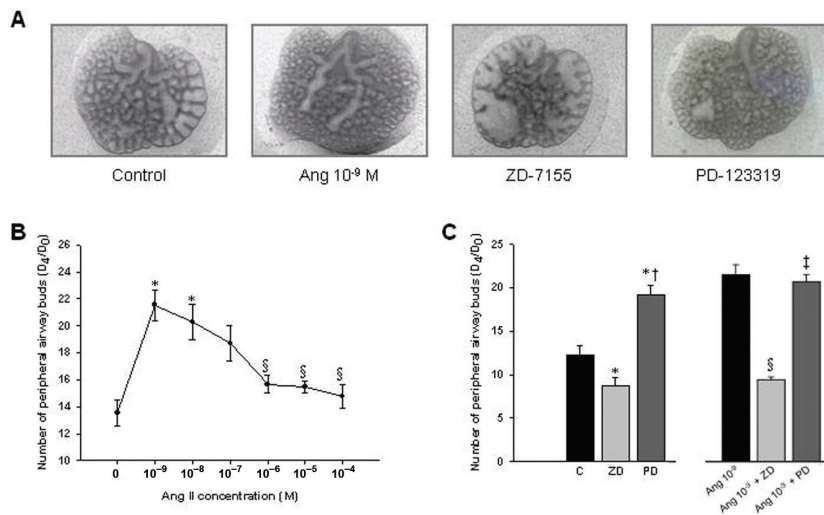 A
Control
Ang 10⁻⁹ M
ZD-7155
PD-123319
B
Number of peripheral airway buds (D₄/D₀)
26
24
22
20
18
16
14
12
10
*
*
§
§
§
0
10⁻⁹
10⁻⁸
10⁻⁷
10⁻⁶
10⁻⁵
10⁻⁴
Ang II concentration (M)
C
Number of peripheral airway buds (D₄/D₀)
25
20
15
10
5
0
*
*†
§
‡
C
ZD
PD
Ang 10⁻⁹
Ang 10⁻⁹ + ZD
Ang 10⁻⁹ + PD